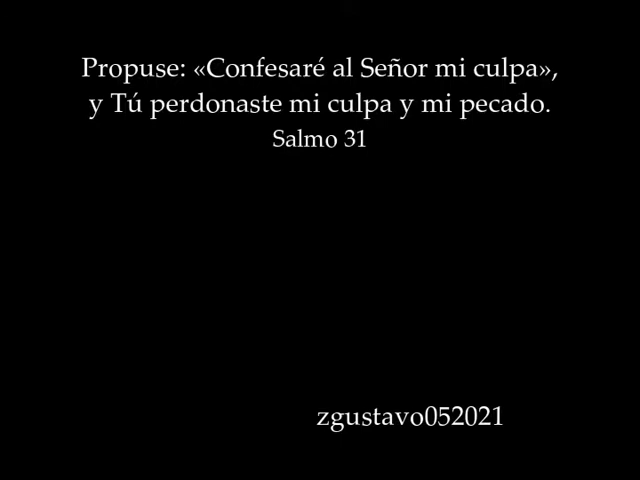 Propuse: «Confesaré al Señor mi culpa»,
y Tú perdonaste mi culpa y mi pecado.
Salmo 31
zgustavo052021